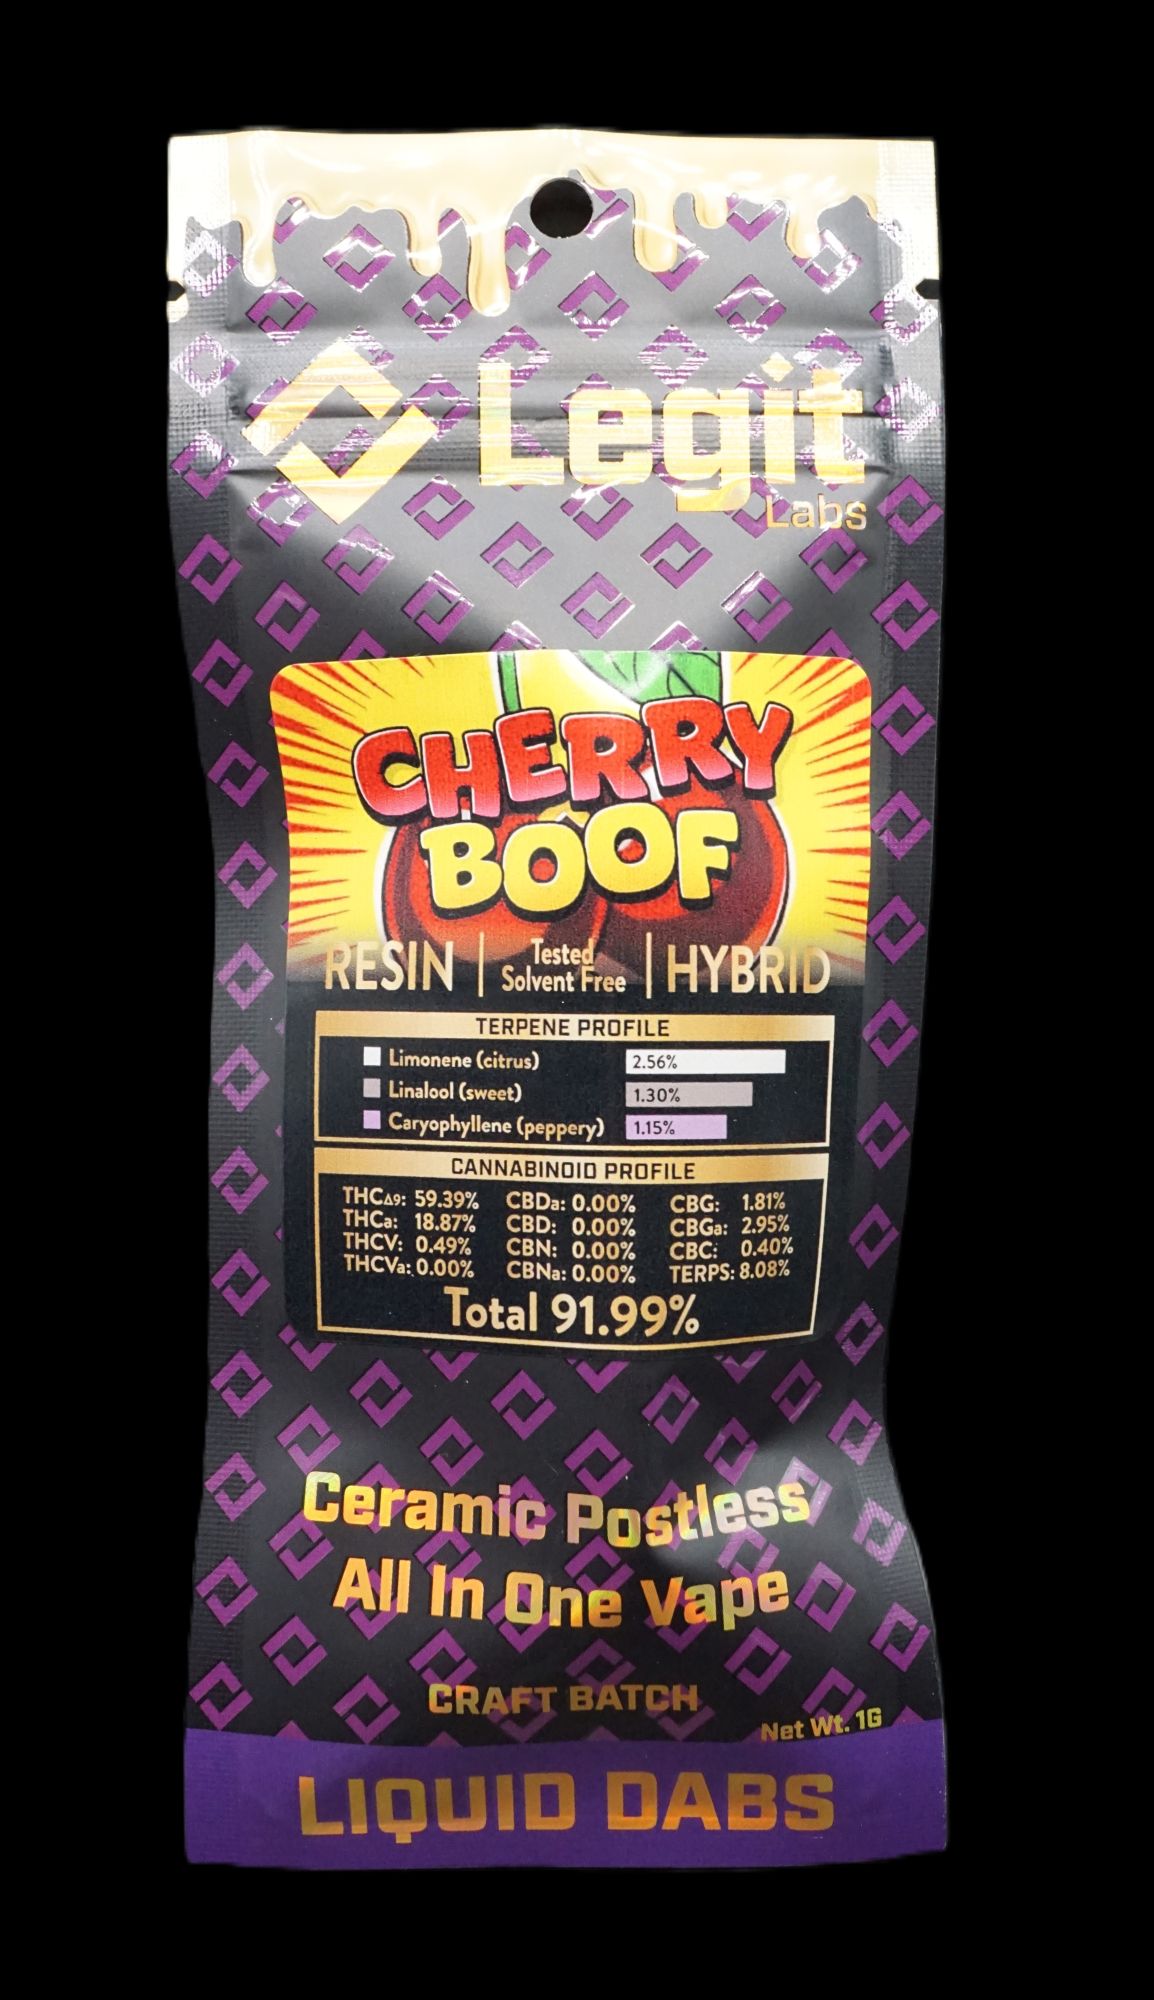 Legit
Labs
CHERRY
BOOF
RESIN | Tested Solvent Free | HYBRID
TERPENE PROFILE
Limonene (citrus) 2.56%
Linalool (sweet) 1.30%
Caryophyllene (peppery) 1.15%
CANNABINOID PROFILE
THCΔ9: 59.39% CBDa: 0.00% CBG: 1.81%
THCa: 18.87% CBD: 0.00% CBGa: 2.95%
THCV: 0.49% CBN: 0.00% CBC: 0.40%
THCVa: 0.00% CBNa: 0.00% TERPS: 8.08%
Total 91.99%
Ceramic Postless
All In One Vape
CRAFT BATCH
Net Wt. 1G
LIQUID DABS